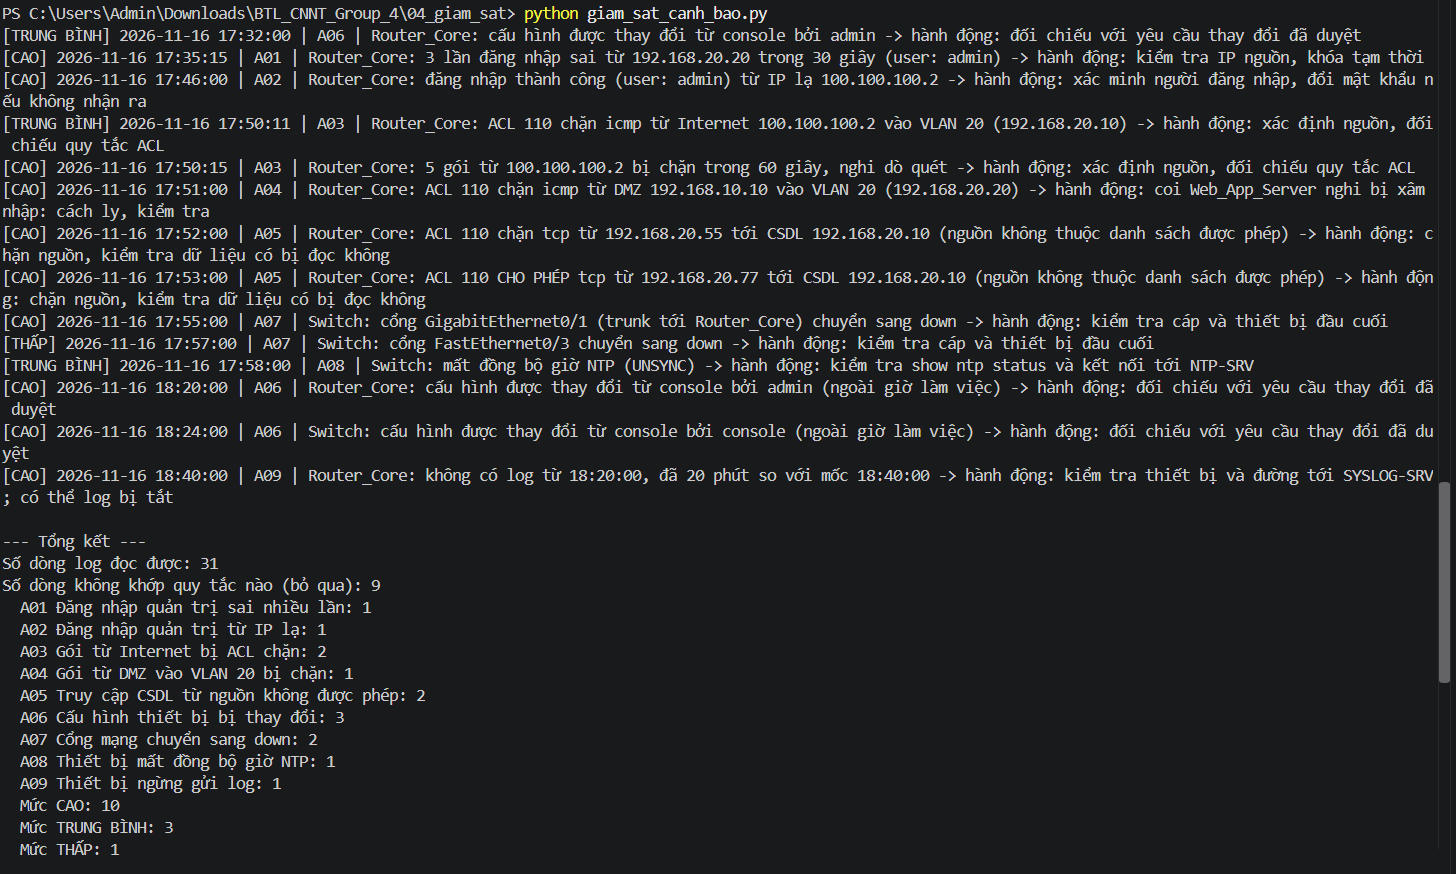 PS C:\Users\Admin\Downloads\BTL_CNNT_Group_4\04_giam_sat> python giam_sat_canh_bao.py
[TRUNG BÌNH] 2026-11-16 17:32:00 | A06 | Router_Core: cấu hình được thay đổi từ console bởi admin -> hành động: đối chiếu với yêu cầu thay đổi đã duyệt
[CAO] 2026-11-16 17:35:15 | A01 | Router_Core: 3 lần đăng nhập sai từ 192.168.20.20 trong 30 giây (user: admin) -> hành động: kiểm tra IP nguồn, khóa tạm thời
[CAO] 2026-11-16 17:46:00 | A02 | Router_Core: đăng nhập thành công (user: admin) từ IP lạ 100.100.100.2 -> hành động: xác minh người đăng nhập, đổi mật khẩu n
ếu không nhận ra
[TRUNG BÌNH] 2026-11-16 17:50:11 | A03 | Router_Core: ACL 110 chặn icmp từ Internet 100.100.100.2 vào VLAN 20 (192.168.20.10) -> hành động: xác định nguồn, đối
 chiếu quy tắc ACL
[CAO] 2026-11-16 17:50:15 | A03 | Router_Core: 5 gói từ 100.100.100.2 bị chặn trong 60 giây, nghi dò quét -> hành động: xác định nguồn, đối chiếu quy tắc ACL
[CAO] 2026-11-16 17:51:00 | A04 | Router_Core: ACL 110 chặn icmp từ DMZ 192.168.10.10 vào VLAN 20 (192.168.20.20) -> hành động: coi Web_App_Server nghi bị xâm
nhập: cách ly, kiểm tra
[CAO] 2026-11-16 17:52:00 | A05 | Router_Core: ACL 110 chặn tcp từ 192.168.20.55 tới CSDL 192.168.20.10 (nguồn không thuộc danh sách được phép) -> hành động: c
hặn nguồn, kiểm tra dữ liệu có bị đọc không
[CAO] 2026-11-16 17:53:00 | A05 | Router_Core: ACL 110 CHO PHÉP tcp từ 192.168.20.77 tới CSDL 192.168.20.10 (nguồn không thuộc danh sách được phép) -> hành độn
g: chặn nguồn, kiểm tra dữ liệu có bị đọc không
[CAO] 2026-11-16 17:55:00 | A07 | Switch: cổng GigabitEthernet0/1 (trunk tới Router_Core) chuyển sang down -> hành động: kiểm tra cáp và thiết bị đầu cuối
[THẤP] 2026-11-16 17:57:00 | A07 | Switch: cổng FastEthernet0/3 chuyển sang down -> hành động: kiểm tra cáp và thiết bị đầu cuối
[TRUNG BÌNH] 2026-11-16 17:58:00 | A08 | Switch: mất đồng bộ giờ NTP (UNSYNC) -> hành động: kiểm tra show ntp status và kết nối tới NTP-SRV
[CAO] 2026-11-16 18:20:00 | A06 | Router_Core: cấu hình được thay đổi từ console bởi admin (ngoài giờ làm việc) -> hành động: đối chiếu với yêu cầu thay đổi đã
 duyệt
[CAO] 2026-11-16 18:24:00 | A06 | Switch: cấu hình được thay đổi từ console bởi console (ngoài giờ làm việc) -> hành động: đối chiếu với yêu cầu thay đổi đã du
yệt
[CAO] 2026-11-16 18:40:00 | A09 | Router_Core: không có log từ 18:20:00, đã 20 phút so với mốc 18:40:00 -> hành động: kiểm tra thiết bị và đường tới SYSLOG-SRV
; có thể log bị tắt

--- Tổng kết ---
Số dòng log đọc được: 31
Số dòng không khớp quy tắc nào (bỏ qua): 9
  A01 Đăng nhập quản trị sai nhiều lần: 1
  A02 Đăng nhập quản trị từ IP lạ: 1
  A03 Gói từ Internet bị ACL chặn: 2
  A04 Gói từ DMZ vào VLAN 20 bị chặn: 1
  A05 Truy cập CSDL từ nguồn không được phép: 2
  A06 Cấu hình thiết bị bị thay đổi: 3
  A07 Cổng mạng chuyển sang down: 2
  A08 Thiết bị mất đồng bộ giờ NTP: 1
  A09 Thiết bị ngừng gửi log: 1
  Mức CAO: 10
  Mức TRUNG BÌNH: 3
  Mức THẤP: 1